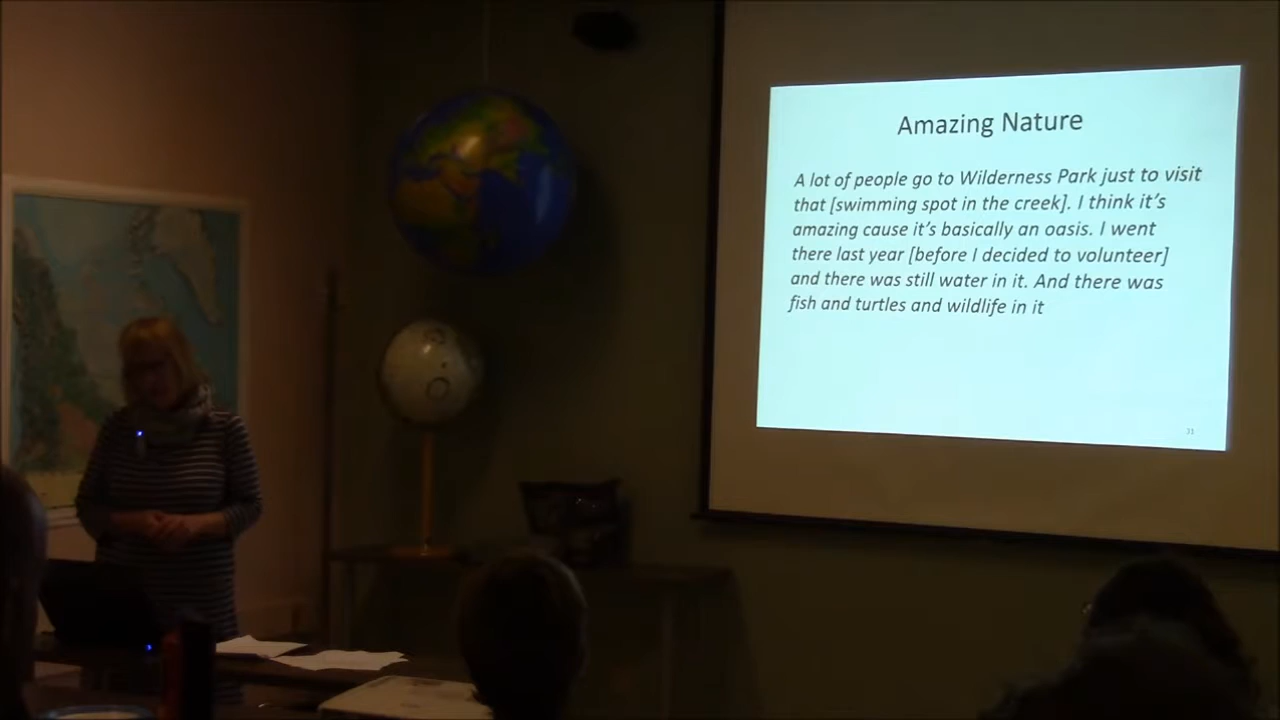 Amazing Nature
A lot of people go to Wilderness Park just to visit
that [swimming spot in the creek]. I think it's
amazing cause it's basically an oasis. I went
there last year [before I decided to volunteer]
and there was still water in it. And there was
fish and turtles and wildlife in it
31